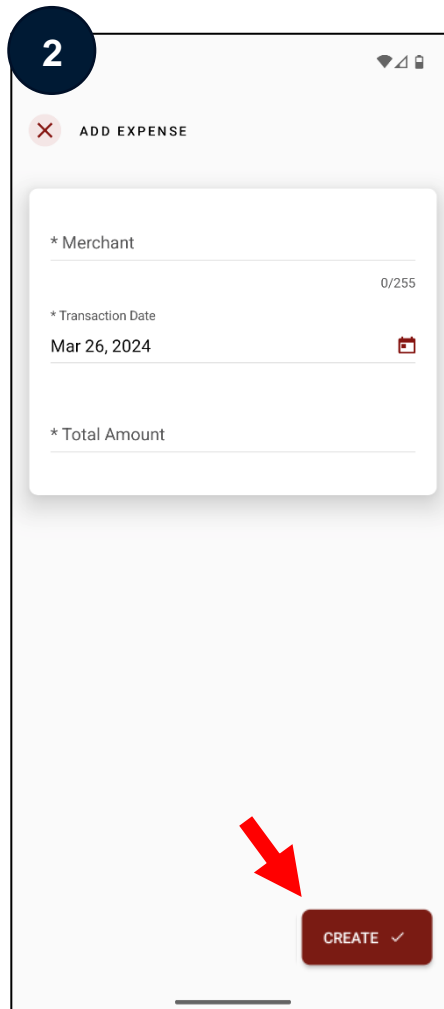 2
ADD EXPENSE
* Merchant
0/255
* Transaction Date
Mar 26, 2024
* Total Amount
CREATE